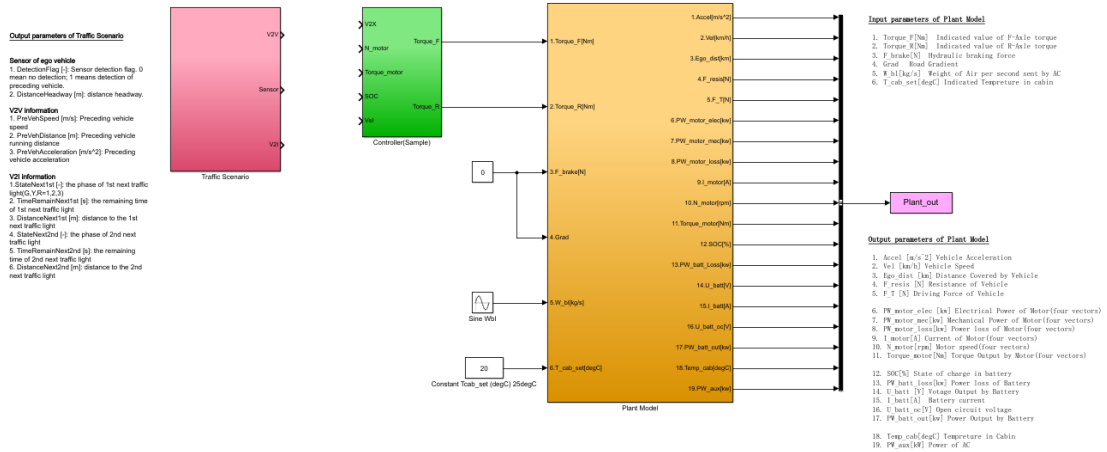 Output parameters of Traffic Scenario
Sensor of ego vehicle
1. DetectionFlag [-]: Sensor detection flag. 0
mean no detection; 1 means detection of
preceding vehicle.
2. DistanceHeadway [m]: distance headway.
V2V information
1. PreVehSpeed [m/s]: Preceding vehicle
speed
2. PreVehDistance [m]: Preceding vehicle
running distance
3. PreVehAcceleration [m/s^2]: Preceding
vehicle acceleration
V2I information
1.StateNext1st [-]: the phase of 1st next traffic
light(G,Y,R=1,2,3)
2. TimeRemainNext1st [s]: the remaining time
of 1st next traffic light
3. DistanceNext1st [m]: distance to the 1st
next traffic light
4. StateNext2nd [-]: the phase of 2nd next
traffic light
5. TimeRemainNext2nd [s]: the remaining
time of 2nd next traffic light
6. DistanceNext2nd [m]: distance to the 2nd
next traffic light
V2V
Sensor
V2I
Traffic Scenario
V2X
N_motor
Torque_motor
SOC
Vel
Torque_F
Torque_R
Controller(Sample)
0
Sine Wbl
20
Constant Tcab_set (degC) 25degC
1.Torque_F[Nm]
2.Torque_R[Nm]
3.F_brake[N]
4.Grad
5.W_bl[kg/s]
6.T_cab_set[degC]
1.Accel[m/s^2]
2.Vel[km/h]
3.Ego_dist[km]
4.F_resis[N]
5.F_T[N]
6.PW_motor_elec[kw]
7.PW_motor_mec[kw]
8.PW_motor_loss[kw]
9.I_motor[A]
10.N_motor[rpm]
11.Torque_motor[Nm]
12.SOC[%]
13.PW_batt_Loss[kw]
14.U_batt[V]
15.I_batt[A]
16.U_batt_oc[V]
17.PW_batt_out[kw]
18.Temp_cab[degC]
19.PW_aux[kw]
Plant Model
Plant_out
Input parameters of Plant Model
1. Torque_F[Nm] Indicated value of F-Axle torque
2. Torque_R[Nm] Indicated value of R-Axle torque
3. F_brake[N] Hydraulic braking force
4. Grad Road Gradient
5. W_bl[kg/s] Weight of Air per second sent by AC
6. T_cab_set[degC] Indicated Tempreture in cabin
Output parameters of Plant Model
1. Accel [m/s^2] Vehicle Acceleration
2. Vel [km/h] Vehicle Speed
3. Ego_dist [km] Distance Covered by Vehicle
4. F_resis [N] Resistance of Vehicle
5. F_T [N] Driving Force of Vehicle
6. PW_motor_elec [kw] Electrical Power of Motor(four vectors)
7. PW_motor_mec[kw] Mechanical Power of Motor(four vectors)
8. PW_motor_loss[kw] Power loss of Motor(four vectors)
9. I_motor[A] Current of Motor(four vectors)
10. N_motor[rpm] Motor speed(four vectors)
11. Torque_motor[Nm] Torque Output by Motor(four vectors)
12. SOC[%] State of charge in battery
13. PW_batt_loss[kw] Power loss of Battery
14. U_batt [V] Votage Output by Battery
15. I_batt[A] Battery current
16. U_batt_oc[V] Open circuit voltage
17. PW_batt_out[kw] Power Output by Battery
18. Temp_cab[degC] Tempreture in Cabin
19. PW_aux[kW] Power of AC